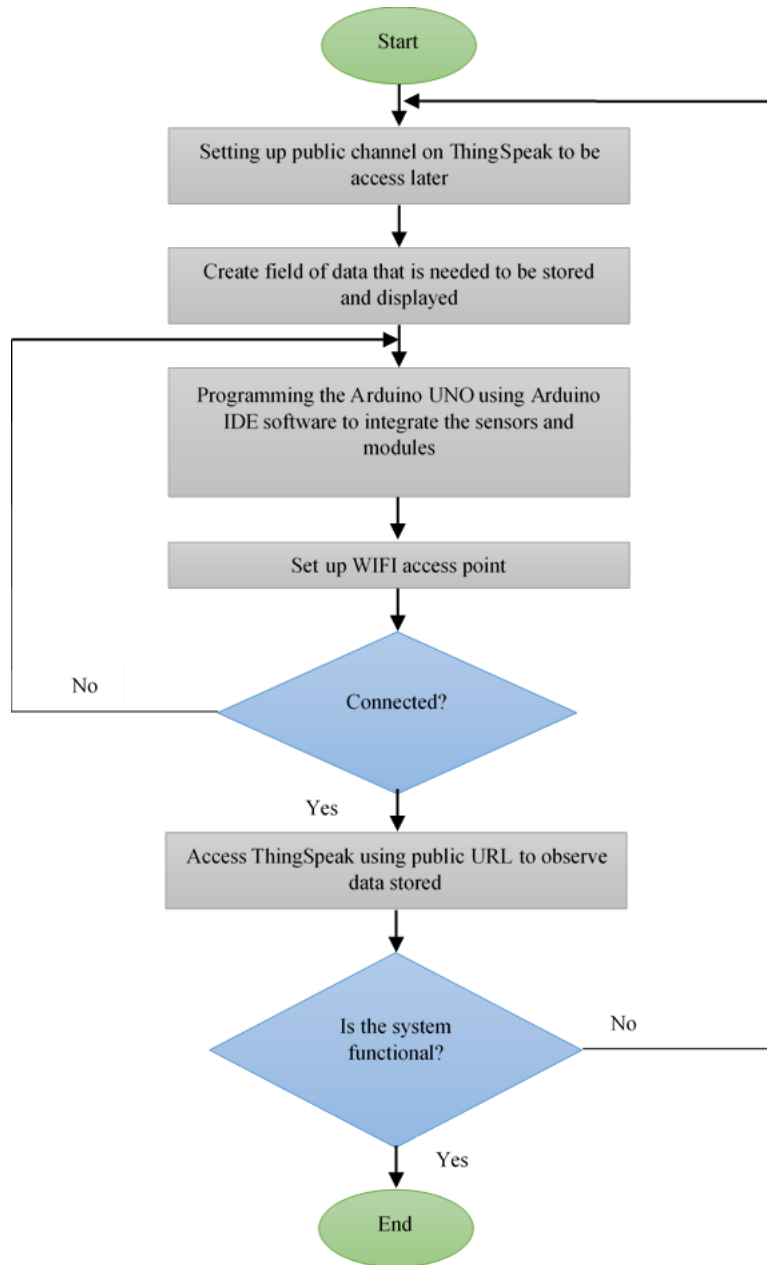 Start
Setting up public channel on ThingSpeak to be
access later
Create field of data that is needed to be stored
and displayed
Programming the Arduino UNO using Arduino
IDE software to integrate the sensors and
modules
Set up WIFI access point
No
Connected?
Yes
Access ThingSpeak using public URL to observe
data stored
Is the system
functional?
No
Yes
End